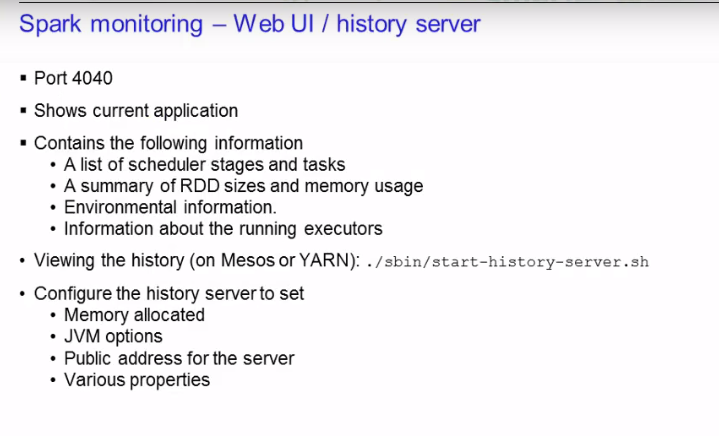 Spark monitoring – Web UI / history server
▪ Port 4040
▪ Shows current application
▪ Contains the following information
• A list of scheduler stages and tasks
• A summary of RDD sizes and memory usage
• Environmental information.
• Information about the running executors
• Viewing the history (on Mesos or YARN): ./sbin/start-history-server.sh
• Configure the history server to set
• Memory allocated
• JVM options
• Public address for the server
• Various properties